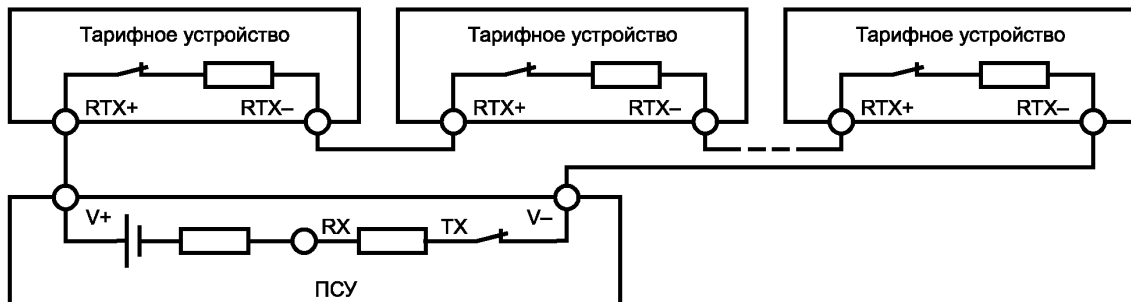 Тарифное устройство Тарифное устройство Тарифное устройство
RTX+ RTX– RTX+ RTX– RTX+ RTX–
V+ RX TX V–
ПСУ